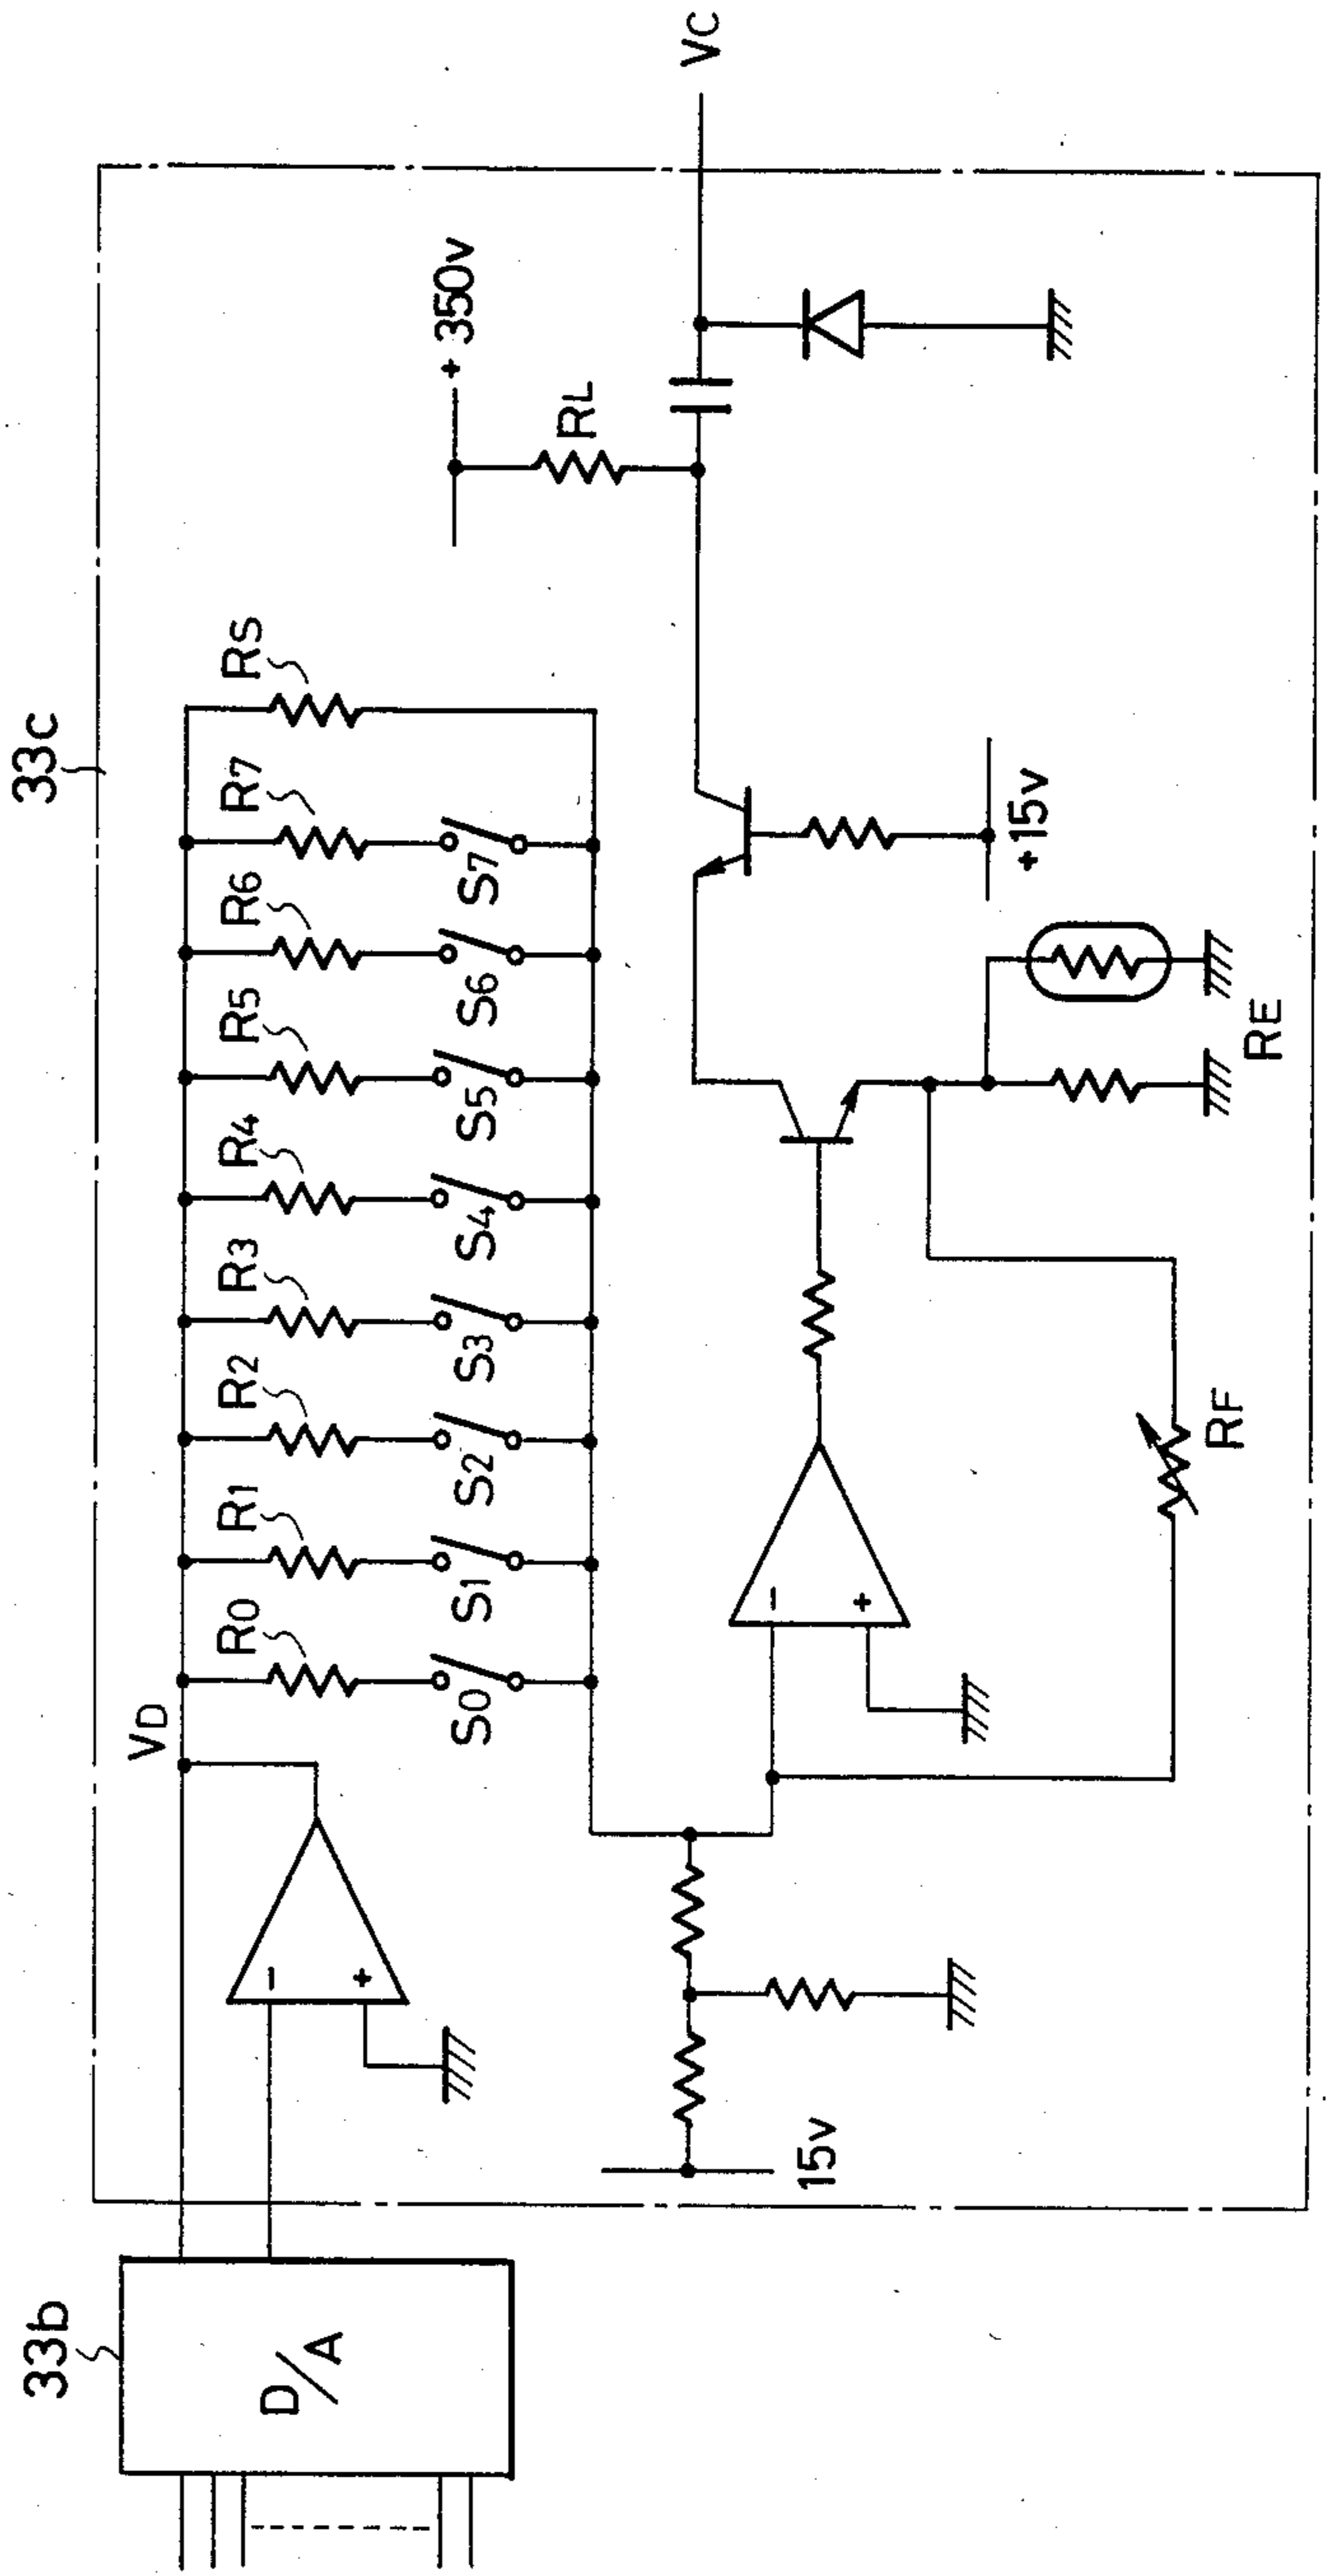 33b
33c
D/A
VD
R0
R1
R2
R3
R4
R5
R6
R7
RS
S0
S1
S2
S3
S4
S5
S6
S7
+350v
RL
VC
15v
-
+
-
+
RF
RE
+15v